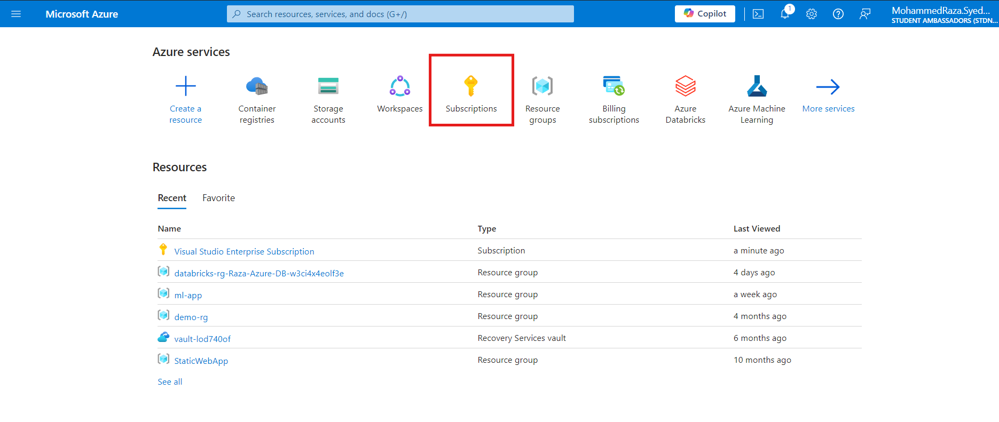 Microsoft Azure
Search resources, services, and docs (G+/)
Copilot
1
MohammedRaza.Syed...
STUDENT AMBASSADORS (STDN...
Azure services
Create a
resource
Container
registries
Storage
accounts
Workspaces
Subscriptions
Resource
groups
Billing
subscriptions
Azure
Databricks
Azure Machine
Learning
More services
Resources
Recent Favorite
Name Type Last Viewed
Visual Studio Enterprise Subscription Subscription a minute ago
databricks-rg-Raza-Azure-DB-w3ci4x4eolf3e Resource group 4 days ago
ml-app Resource group a week ago
demo-rg Resource group 4 months ago
vault-lod740of Recovery Services vault 6 months ago
StaticWebApp Resource group 10 months ago
See all